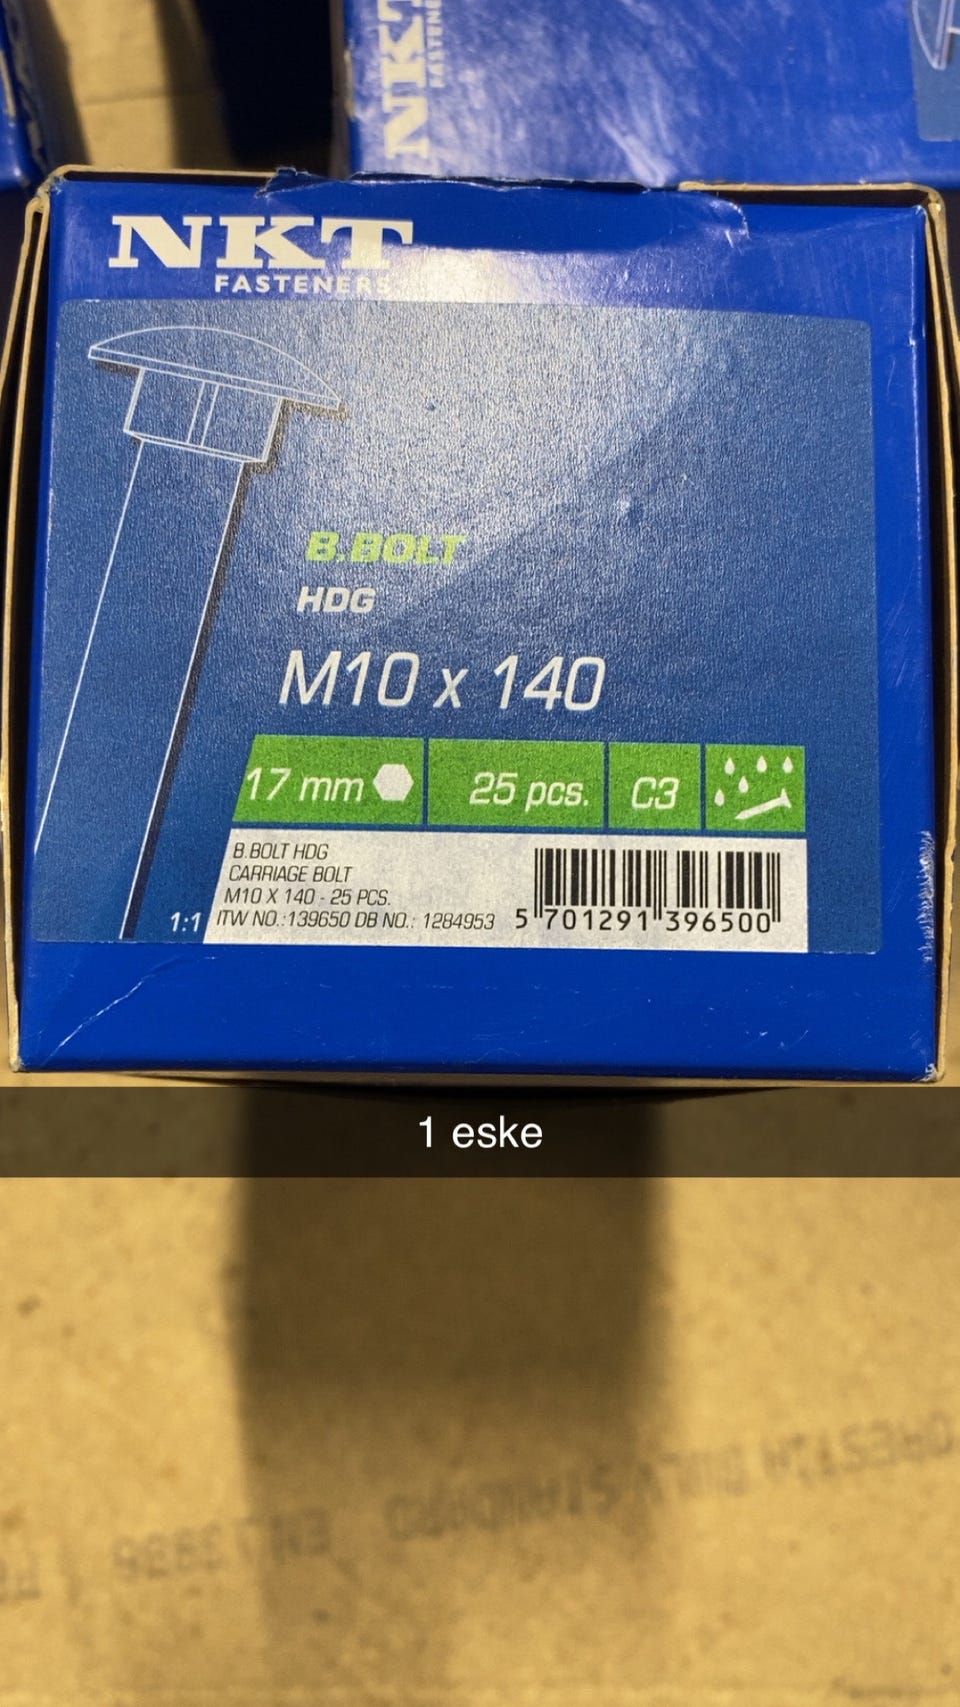 NKT
FASTENE
NKT
FASTENERS
B.BOLT
HDG
M10 x 140
17 mm
25 pcs.
C3
B.BOLT HDG
CARRIAGE BOLT
M10 X 140 - 25 PCS.
1:1
ITW NO.:139650 DB NO.: 1284953
5 701291 396500
1 eske